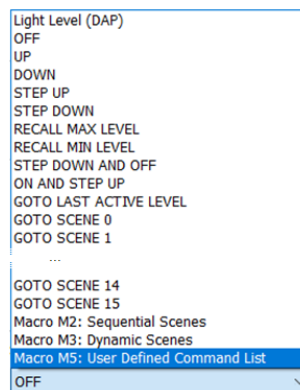 Light Level (DAP)
OFF
UP
DOWN
STEP UP
STEP DOWN
RECALL MAX LEVEL
RECALL MIN LEVEL
STEP DOWN AND OFF
ON AND STEP UP
GOTO LAST ACTIVE LEVEL
GOTO SCENE 0
GOTO SCENE 1
...
GOTO SCENE 14
GOTO SCENE 15
Macro M2: Sequential Scenes
Macro M3: Dynamic Scenes
Macro M5: User Defined Command List
OFF